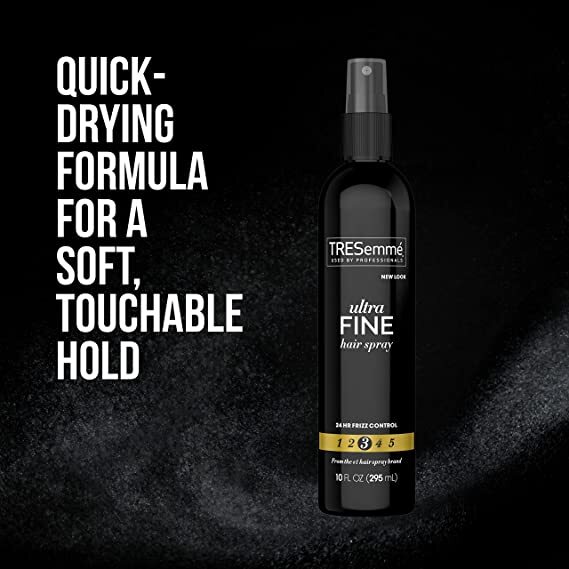 QUICK-
DRYING
FORMULA
FOR A
SOFT,
TOUCHABLE
HOLD
TRESemmé
USED BY PROFESSIONALS
NEW LOOK
ultra
FINE
hair spray
24 HR FRIZZ CONTROL
1 2 3 4 5
From the #1 hair spray brand
10 FL OZ (295 mL)